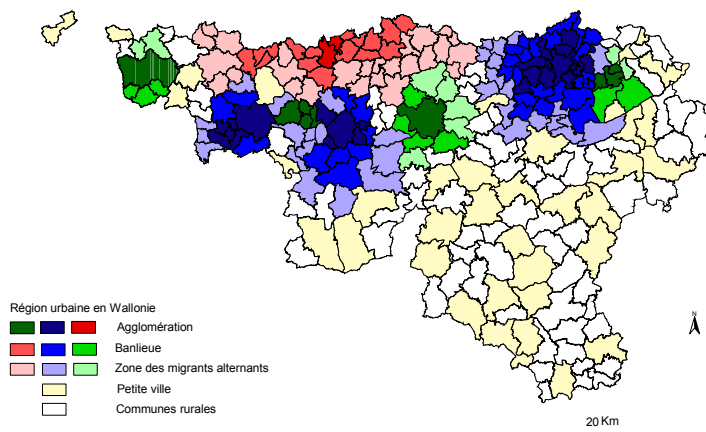 Région urbaine en Wallonie
Agglomération
Banlieue
Zone des migrants alternants
Petite ville
Communes rurales
N
20 Km